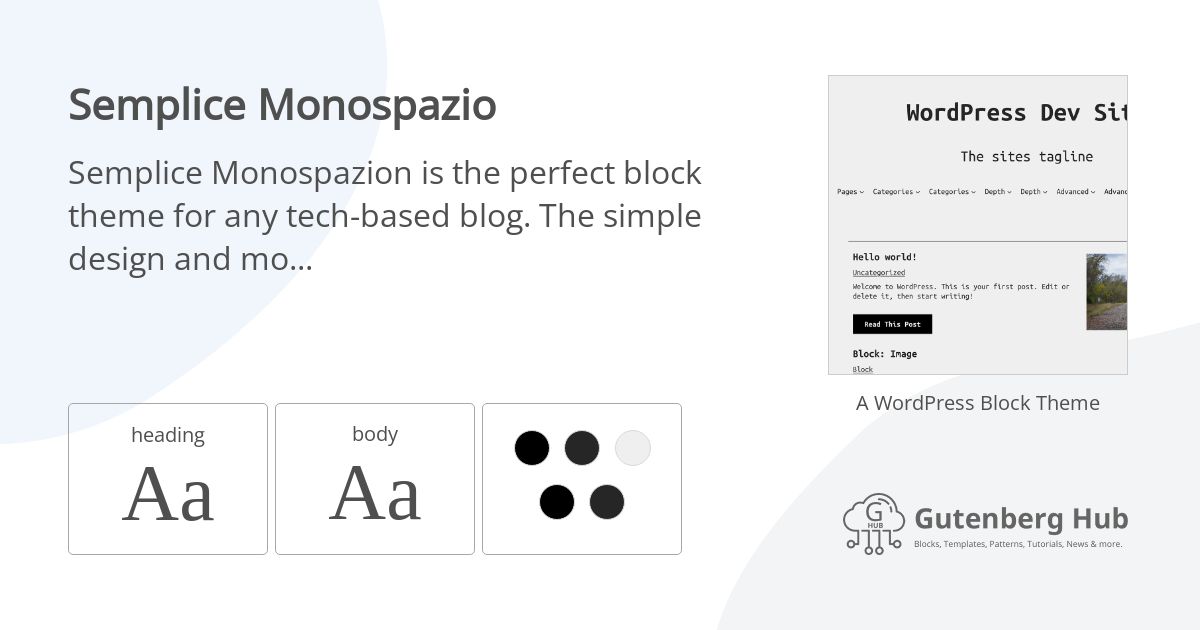 Semplice Monospazio
Semplice Monospazion is the perfect block
theme for any tech-based blog. The simple
design and mo...
heading
Aa
body
Aa
WordPress Dev Sit
The sites tagline
Pages Categories Categories Depth Depth Advanced Advanc
Hello world!
Uncategorized
Welcome to WordPress. This is your first post. Edit or
delete it, then start writing!
Read This Post
Block: Image
Block
A WordPress Block Theme
G
HUB
Gutenberg Hub
Blocks, Templates, Patterns, Tutorials, News & more.